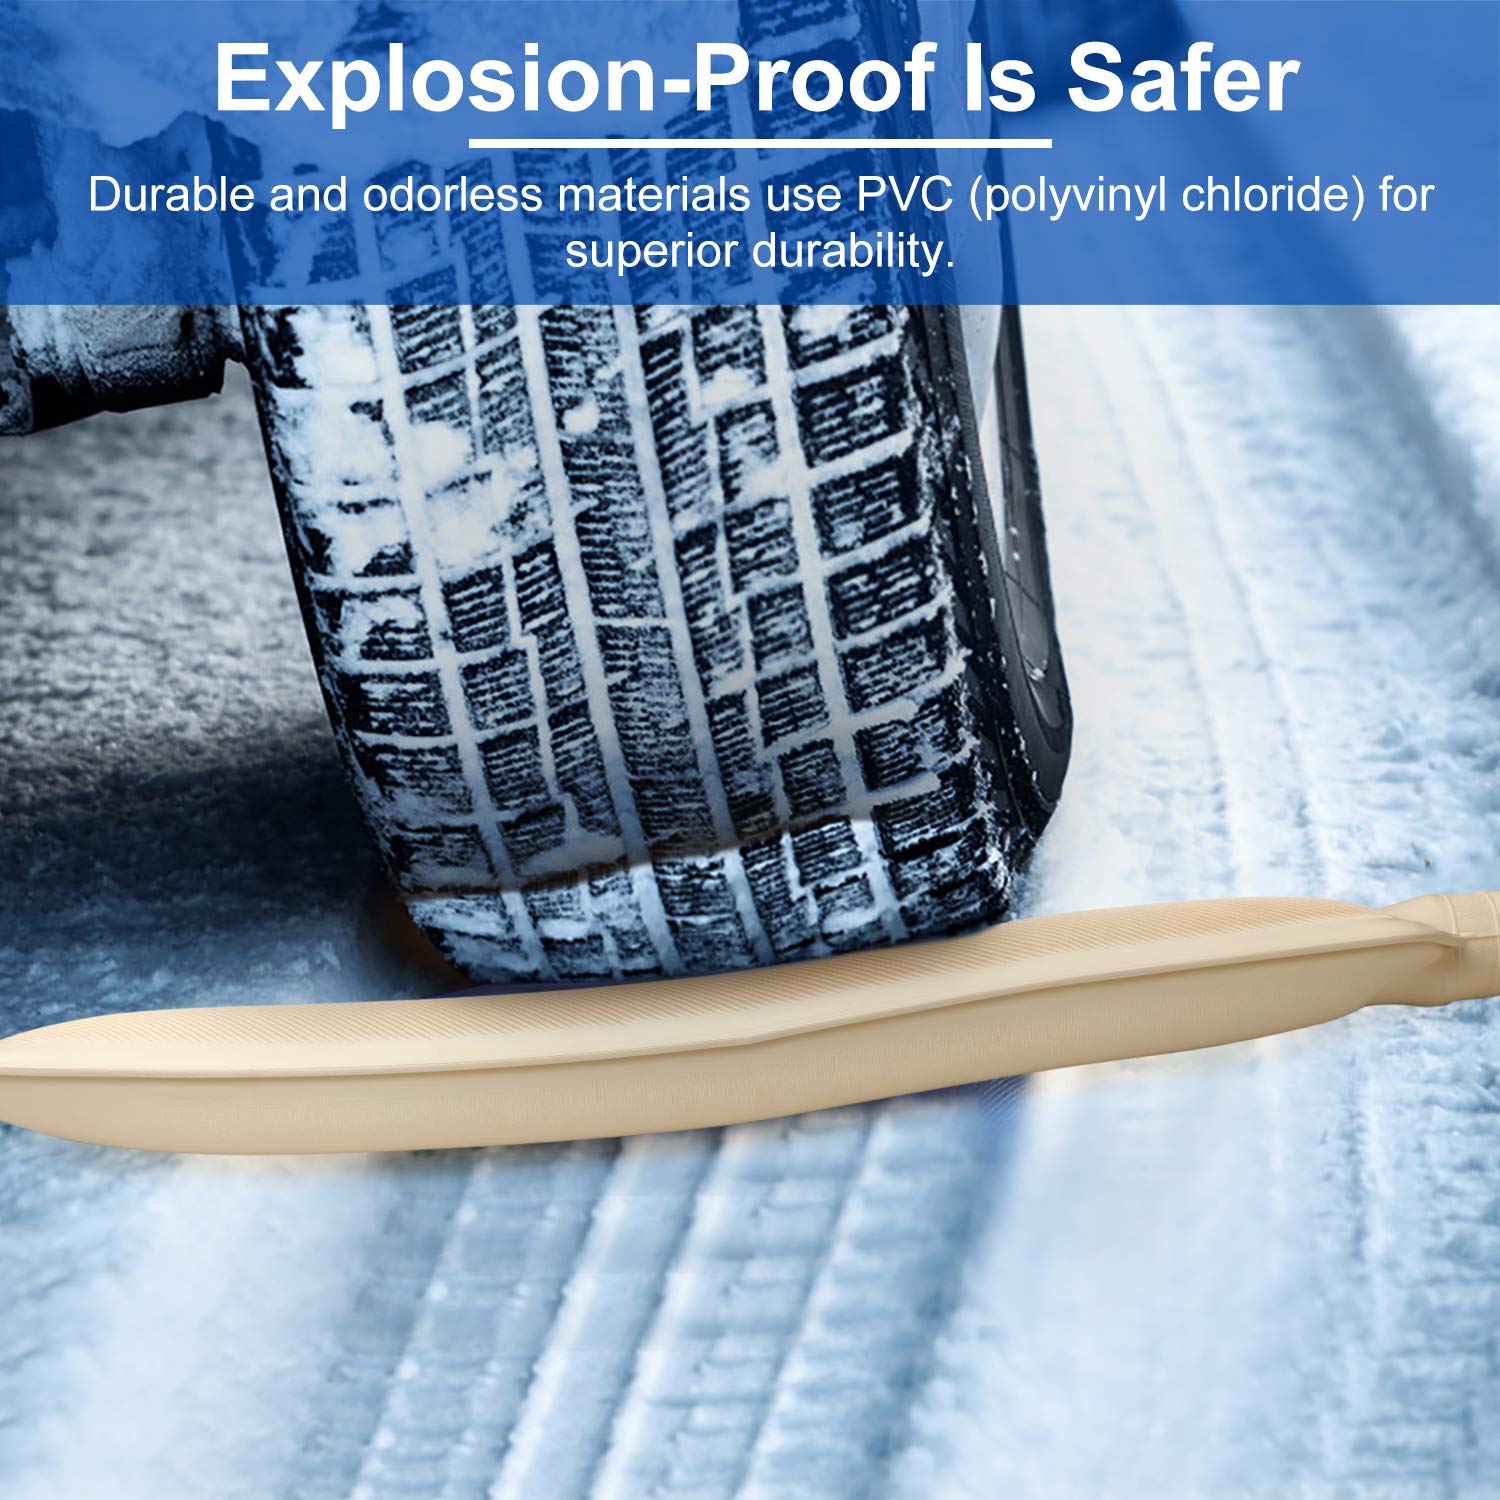 Explosion-Proof Is Safer
Durable and odorless materials use PVC (polyvinyl chloride) for
superior durability.